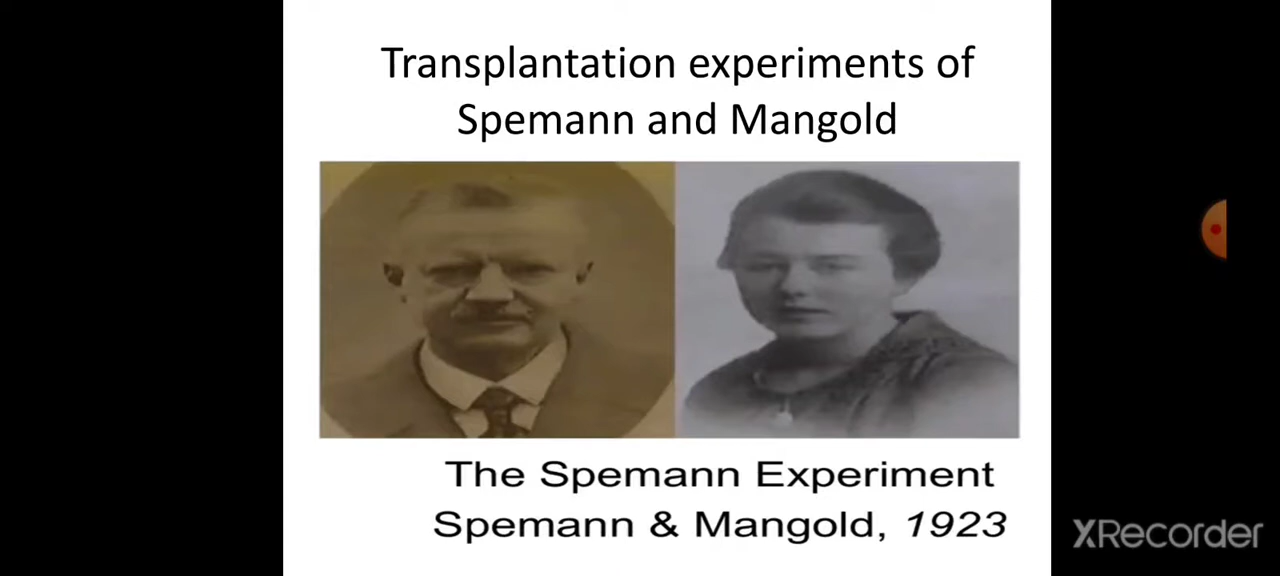 Transplantation experiments of
Spemann and Mangold
The Spemann Experiment
Spemann & Mangold, 1923
XRecorder